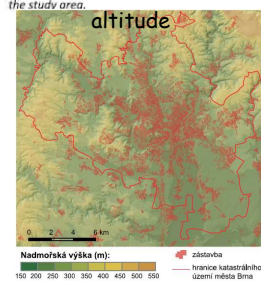 the study area.
altitude
0 2 4 6 km
Nadmořská výška (m):
150 200 250 300 350 400 450 500 550
zástavba
hranice katastrálního
území města Brna